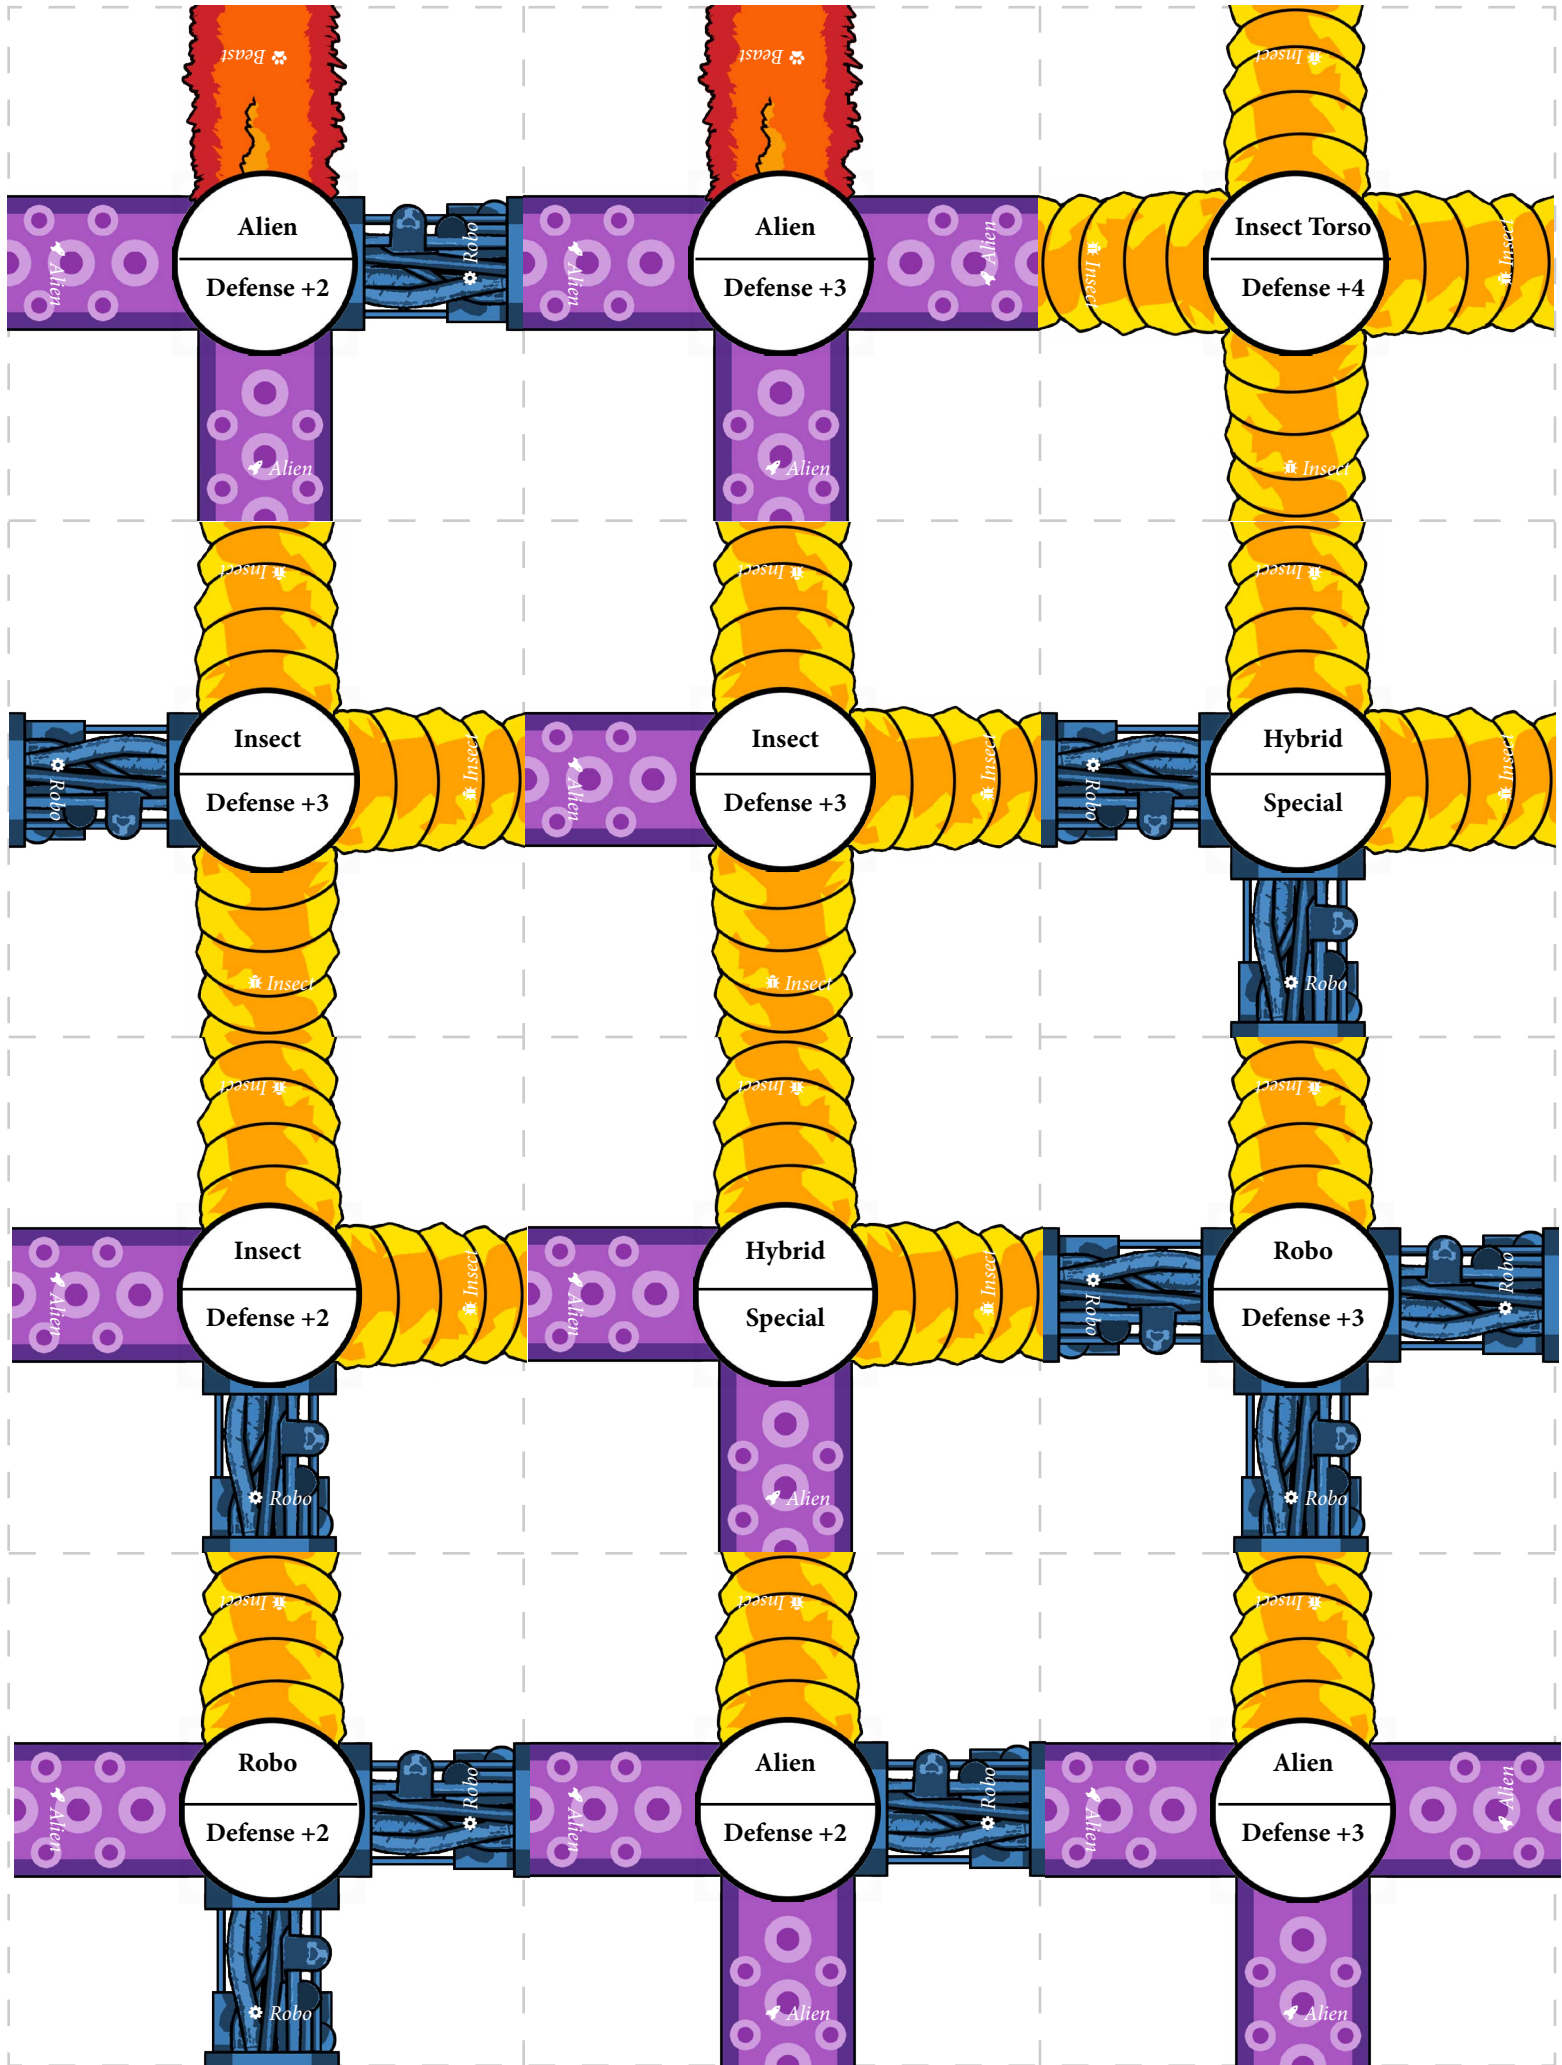 Beast
Alien
Alien
Defense +2
Robo
Alien
Beast
Alien
Alien
Defense +3
Alien
Alien
Insect
Insect
Insect Torso
Defense +4
Insect
Insect
Insect
Robo
Insect
Defense +3
Insect
Insect
Insect
Alien
Insect
Defense +3
Insect
Insect
Insect
Robo
Hybrid
Special
Insect
Robo
Insect
Alien
Insect
Defense +2
Insect
Robo
Insect
Alien
Hybrid
Special
Insect
Alien
Insect
Robo
Robo
Defense +3
Robo
Robo
Insect
Alien
Robo
Defense +2
Robo
Robo
Insect
Alien
Alien
Defense +2
Robo
Alien
Insect
Alien
Alien
Defense +3
Alien
Alien